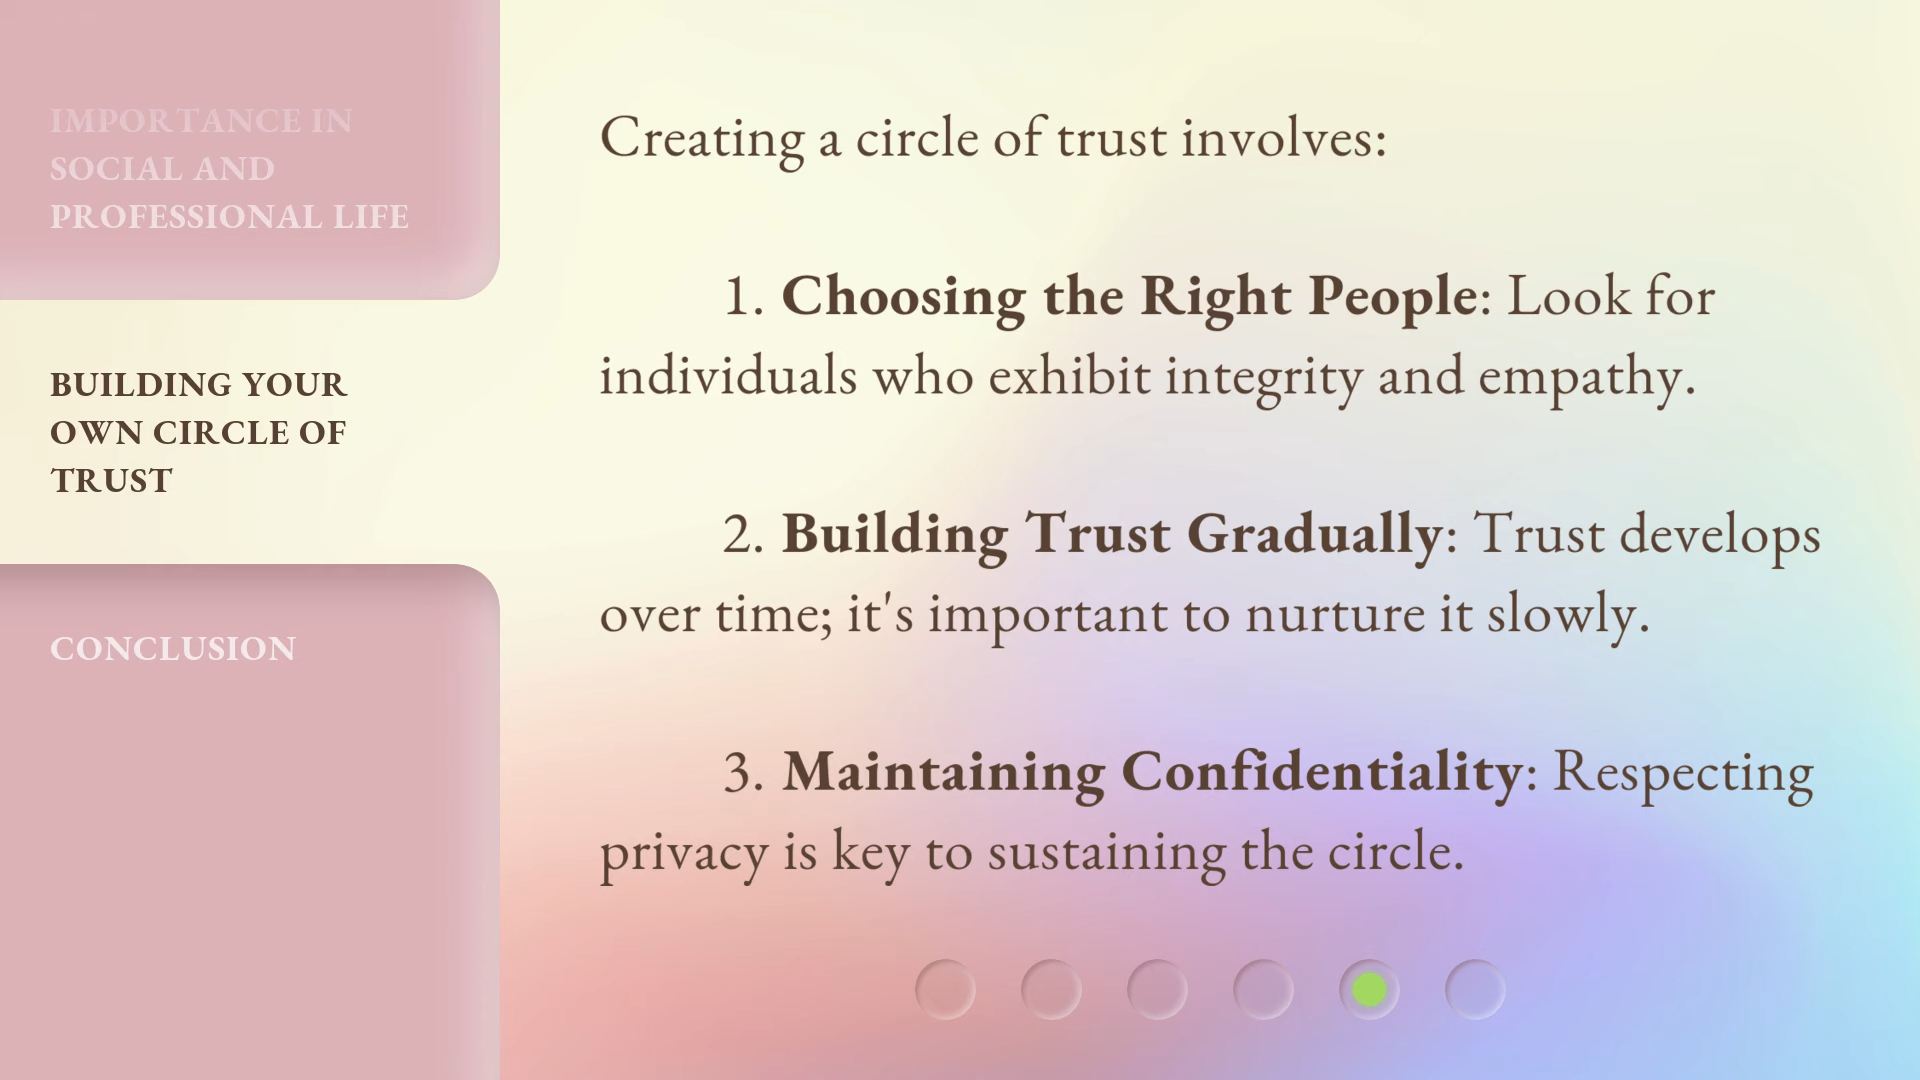 IMPORTANCE IN
SOCIAL AND
PROFESSIONAL LIFE
BUILDING YOUR
OWN CIRCLE OF
TRUST
CONCLUSION
Creating a circle of trust involves:
1. Choosing the Right People: Look for
individuals who exhibit integrity and empathy.
2. Building Trust Gradually: Trust develops
over time; it's important to nurture it slowly.
3. Maintaining Confidentiality: Respecting
privacy is key to sustaining the circle.